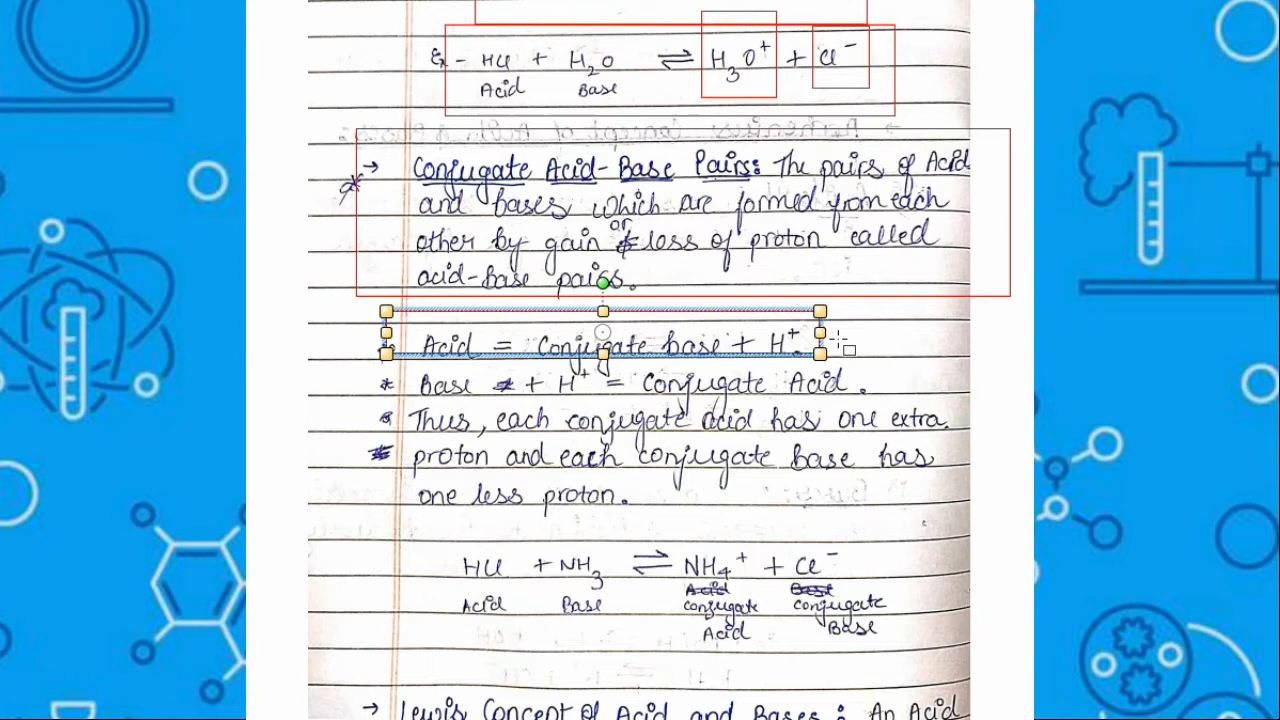 Ex - HCl + H₂O ⇌ H₃O⁺ + Cl⁻
Acid Base
→ Conjugate Acid-Base Pairs: The pairs of Acid
and bases which are formed from each
other by gain or loss of proton called
acid-Base pairs.
Acid = Conjugate base + H⁺.
* Base + H⁺ = Conjugate Acid.
* Thus, each conjugate acid has one extra.
proton and each conjugate Base has
one less proton.
HCl + NH₃ ⇌ NH₄⁺ + Cl⁻
Acid Base conjugate Acid conjugate Base
→ Lewis Concept of Acid and Bases: An Acid